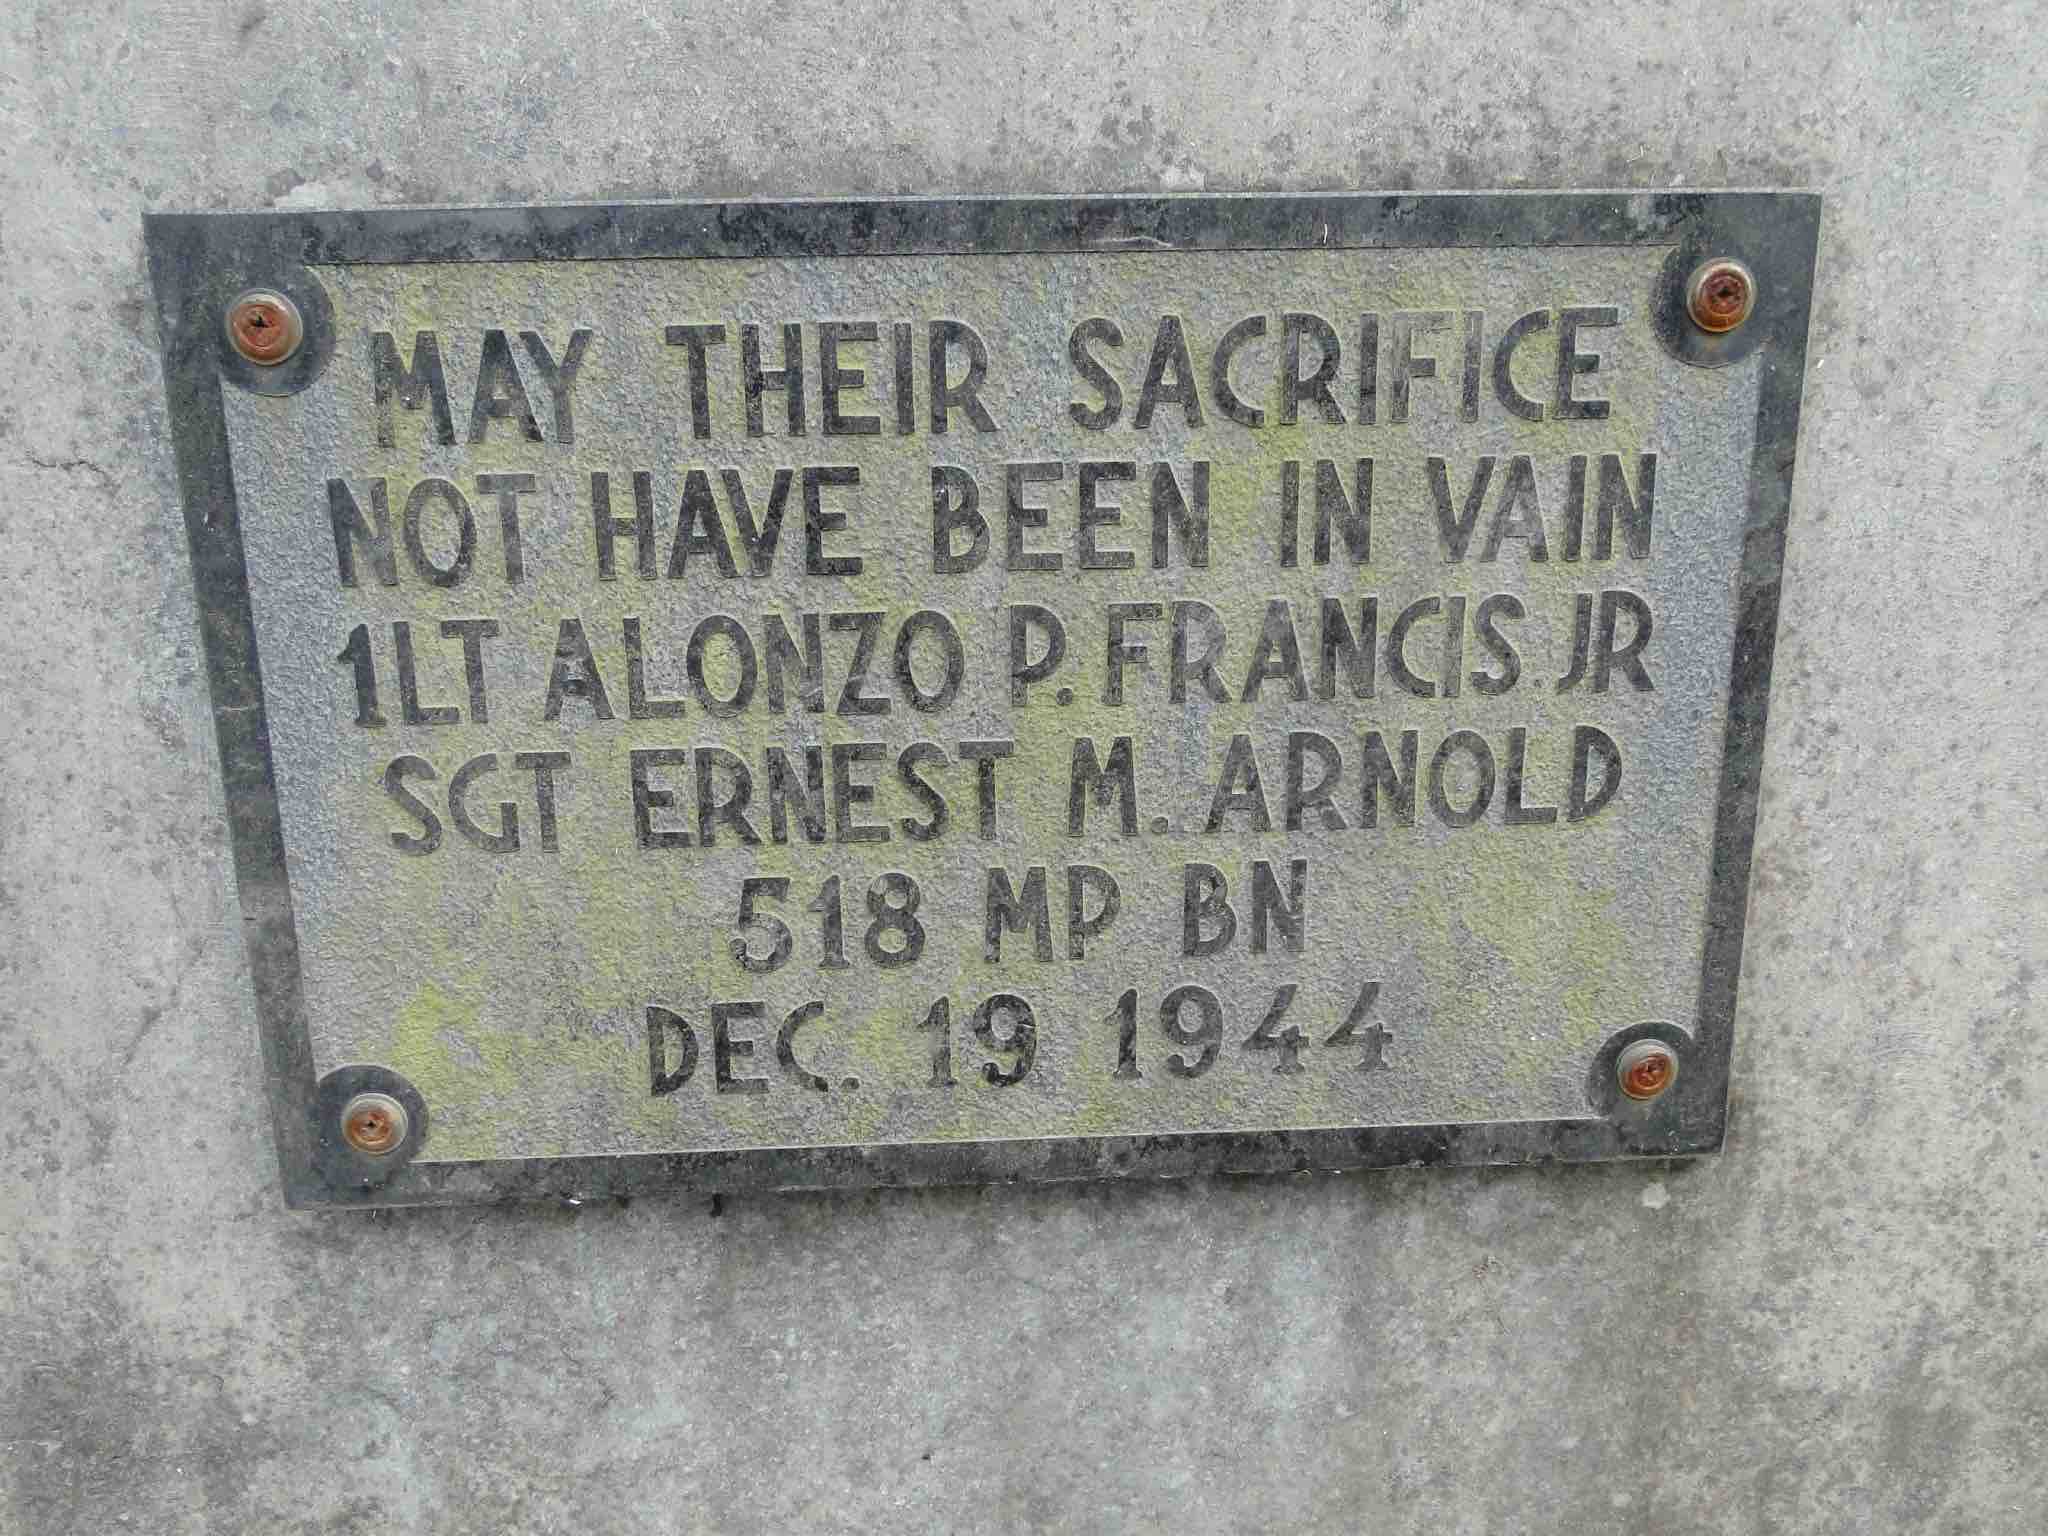 MAY THEIR SACRIFICE
NOT HAVE BEEN IN VAIN
1LT ALONZO P. FRANCIS JR
SGT ERNEST M. ARNOLD
518 MP BN
DEC. 19 1944